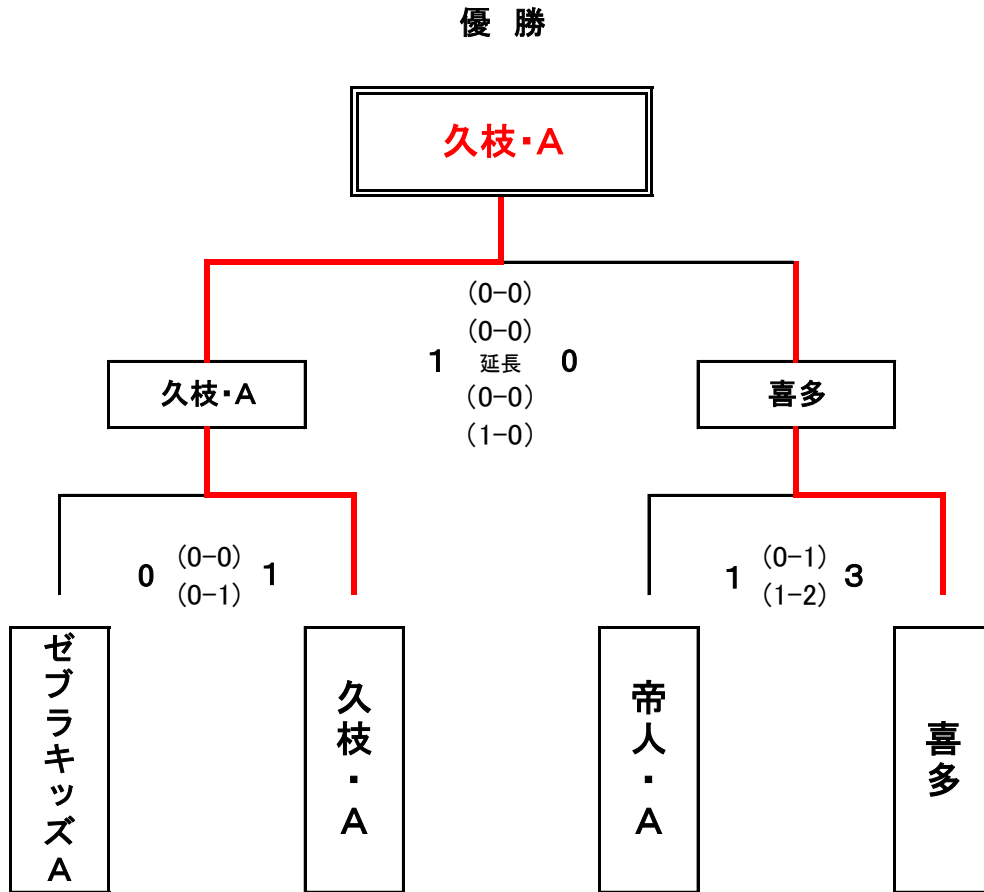 優 勝
久枝・A
(0-0)
(0-0)
1 延長 0
(0-0)
(1-0)
久枝・A
喜多
0 (0-0) 1
(0-1)
1 (0-1) 3
(1-2)
ゼブラキッズA
久枝・A
帝人・A
喜多